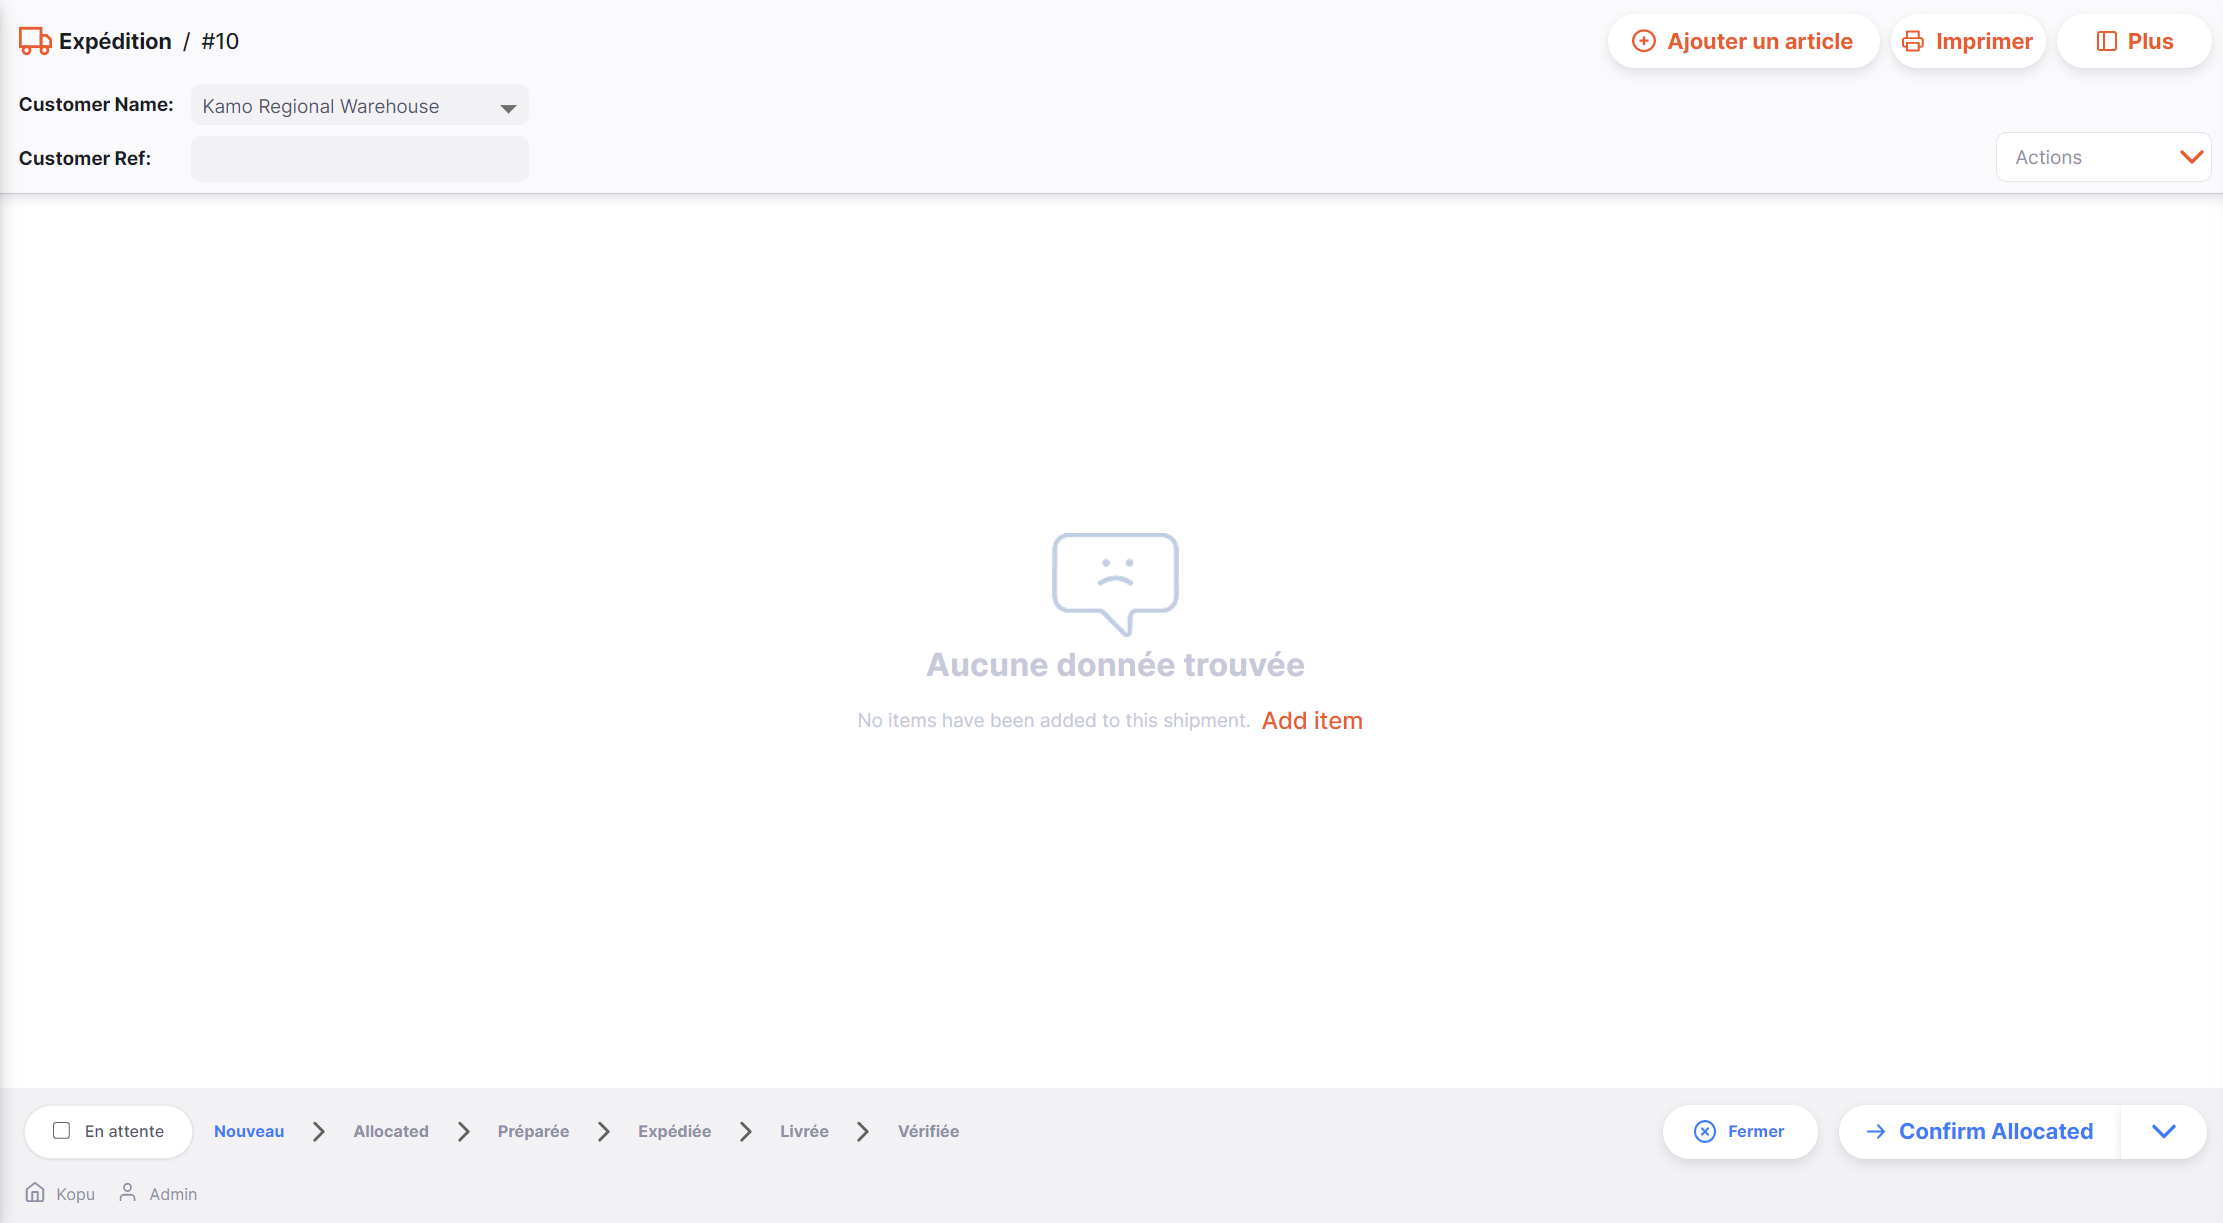 Expédition / #10
Ajouter un article
Imprimer
Plus
Customer Name: Kamo Regional Warehouse
Customer Ref:
Actions
Aucune donnée trouvée
No items have been added to this shipment. Add item
En attente
Nouveau
Allocated
Préparée
Expédiée
Livrée
Vérifiée
Fermer
Confirm Allocated
Kopu
Admin